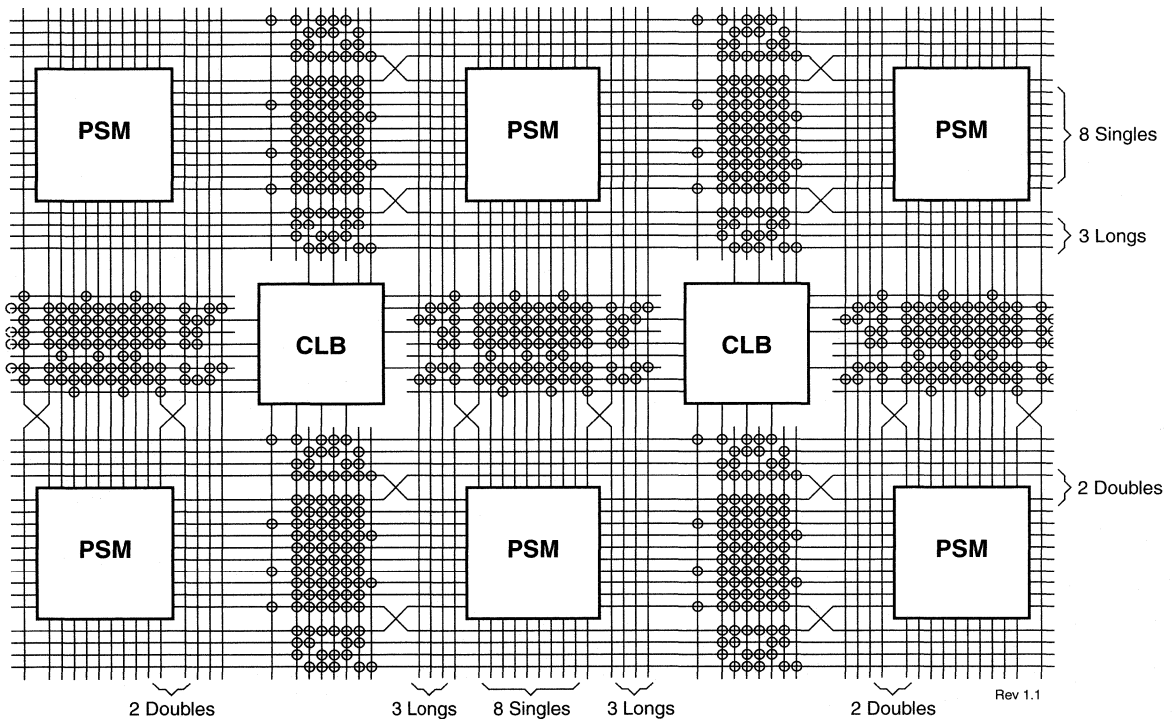 PSM
PSM
PSM
8 Singles
3 Longs
CLB
CLB
2 Doubles
PSM
PSM
PSM
Rev 1.1
2 Doubles
3 Longs
8 Singles
3 Longs
2 Doubles